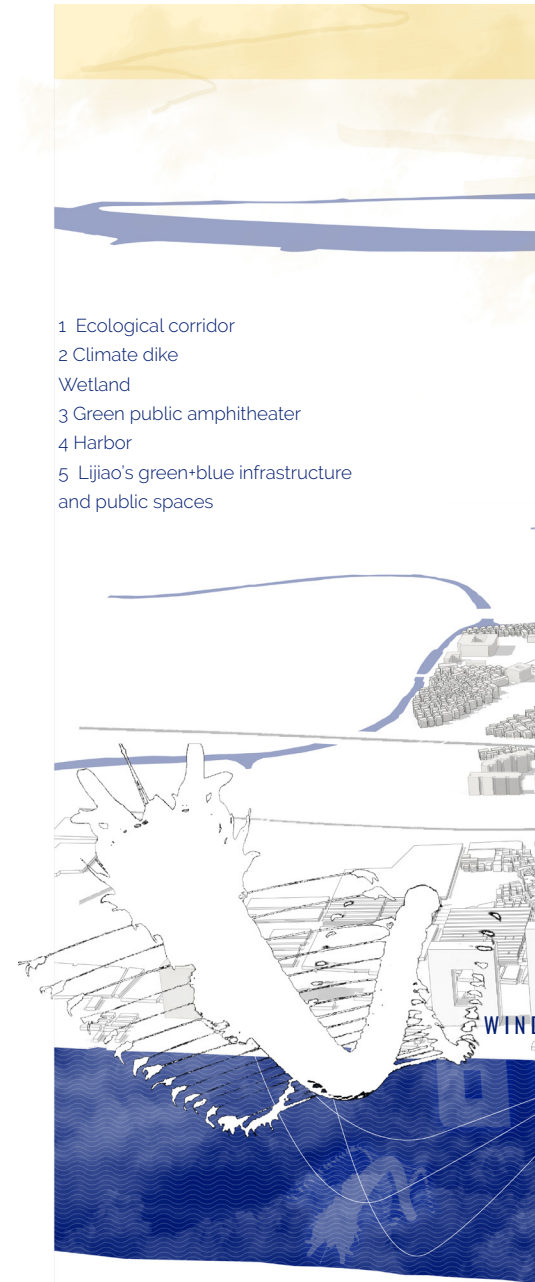 1 Ecological corridor
2 Climate dike
Wetland
3 Green public amphitheater
4 Harbor
5 Lijiao's green+blue infrastructure
and public spaces